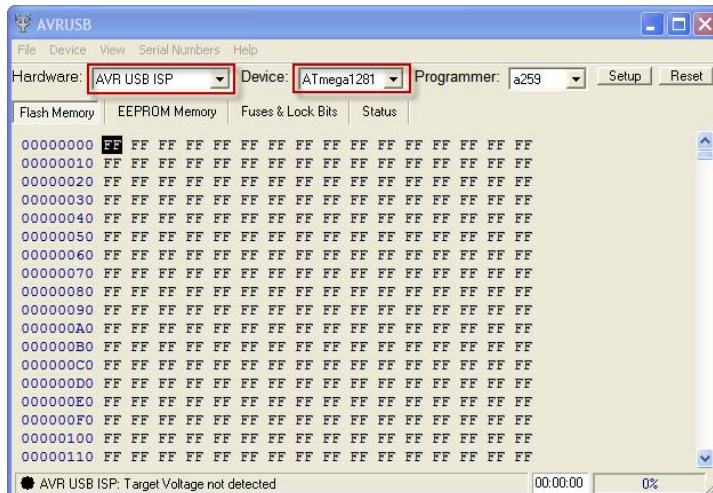 AVRUSB
File Device View Serial Numbers Help
Hardware: AVR USB ISP Device: ATmega1281 Programmer: a259 Setup Reset
Flash Memory EEPROM Memory Fuses & Lock Bits Status
00000000 FF FF FF FF FF FF FF FF FF FF FF FF FF FF FF FF
00000010 FF FF FF FF FF FF FF FF FF FF FF FF FF FF FF FF
00000020 FF FF FF FF FF FF FF FF FF FF FF FF FF FF FF FF
00000030 FF FF FF FF FF FF FF FF FF FF FF FF FF FF FF FF
00000040 FF FF FF FF FF FF FF FF FF FF FF FF FF FF FF FF
00000050 FF FF FF FF FF FF FF FF FF FF FF FF FF FF FF FF
00000060 FF FF FF FF FF FF FF FF FF FF FF FF FF FF FF FF
00000070 FF FF FF FF FF FF FF FF FF FF FF FF FF FF FF FF
00000080 FF FF FF FF FF FF FF FF FF FF FF FF FF FF FF FF
00000090 FF FF FF FF FF FF FF FF FF FF FF FF FF FF FF FF
000000A0 FF FF FF FF FF FF FF FF FF FF FF FF FF FF FF FF
000000B0 FF FF FF FF FF FF FF FF FF FF FF FF FF FF FF FF
000000C0 FF FF FF FF FF FF FF FF FF FF FF FF FF FF FF FF
000000D0 FF FF FF FF FF FF FF FF FF FF FF FF FF FF FF FF
000000E0 FF FF FF FF FF FF FF FF FF FF FF FF FF FF FF FF
000000F0 FF FF FF FF FF FF FF FF FF FF FF FF FF FF FF FF
00000100 FF FF FF FF FF FF FF FF FF FF FF FF FF FF FF FF
00000110 FF FF FF FF FF FF FF FF FF FF FF FF FF FF FF FF
AVR USB ISP: Target Voltage not detected 00:00:00 0%